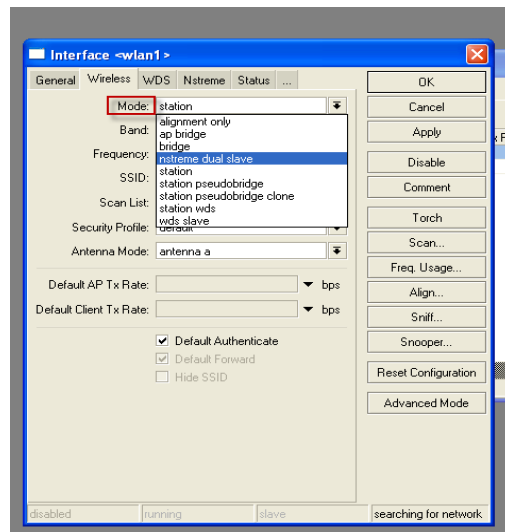 Interface <wlan1>
General Wireless WDS Nstreme Status ...
Mode: station
alignment only
ap bridge
bridge
nstreme dual slave
station
station pseudobridge
station pseudobridge clone
station wds
wds slave
Band:
Frequency:
SSID:
Scan List:
Security Profile: default
Antenna Mode: antenna a
Default AP Tx Rate: bps
Default Client Tx Rate: bps
Default Authenticate
Default Forward
Hide SSID
OK
Cancel
Apply
Disable
Comment
Torch
Scan...
Freq. Usage...
Align...
Sniff...
Snooper...
Reset Configuration
Advanced Mode
disabled running slave searching for network